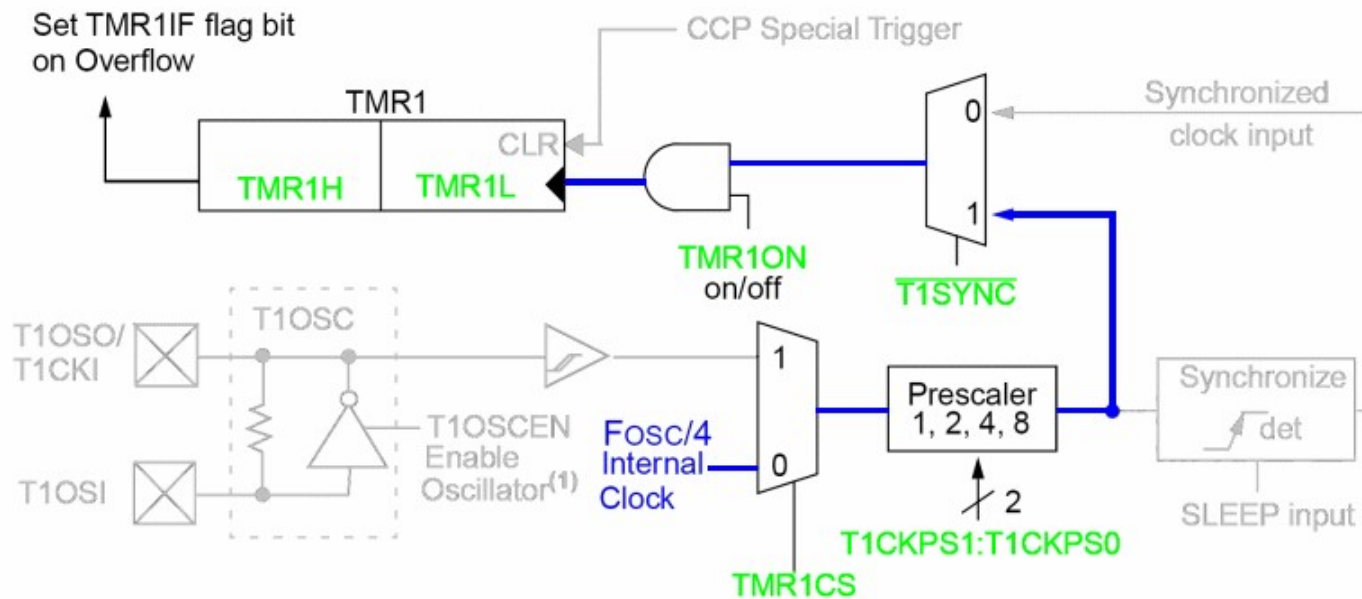 Set TMR1IF flag bit
on Overflow
CCP Special Trigger
TMR1
CLR
TMR1H
TMR1L
0
Synchronized
clock input
1
TMR1ON
on/off
T1SYNC
T1OSC
T1OSO/
T1CKI
1
Prescaler
1, 2, 4, 8
Synchronize
det
T1OSCEN
Enable
Oscillator(1)
FOSC/4
Internal
Clock
0
T1OSI
2
SLEEP input
T1CKPS1:T1CKPS0
TMR1CS